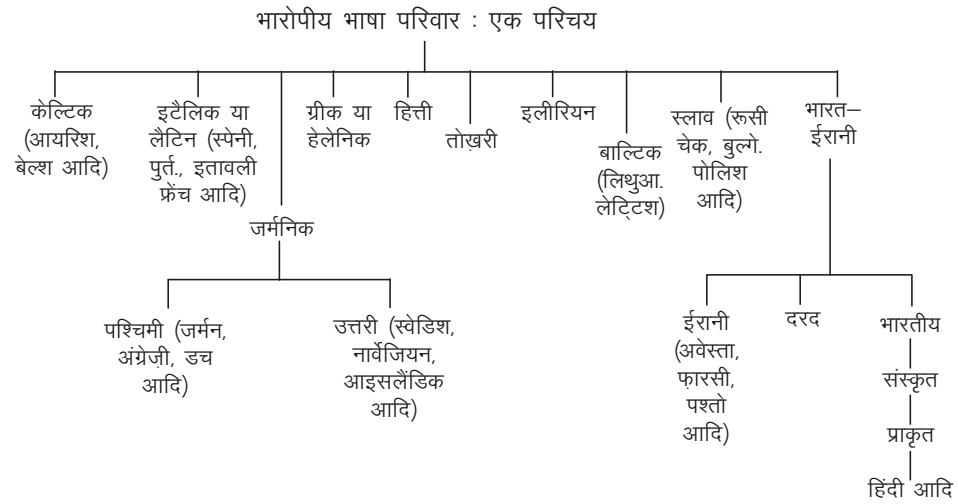 भारोपीय भाषा परिवार : एक परिचय
केल्टिक
(आयरिश,
बेल्श आदि)
इटैलिक या
लैटिन (स्पेनी,
पुर्त., इतावली
फ्रेंच आदि)
जर्मनिक
ग्रीक या
हेलेनिक
हित्ती
तोख़री
इलीरियन
बाल्टिक
(लिथुआ.
लेट्टिश)
स्लाव (रूसी
चेक, बुल्गे.
पोलिश
आदि)
भारत–
ईरानी
पश्चिमी (जर्मन,
अंग्रेज़ी, डच
आदि)
उत्तरी (स्वेडिश,
नार्वेजियन,
आइसलैंडिक
आदि)
ईरानी
(अवेस्ता,
फ़ारसी,
पश्तो
आदि)
दरद
भारतीय
संस्कृत
प्राकृत
हिंदी आदि